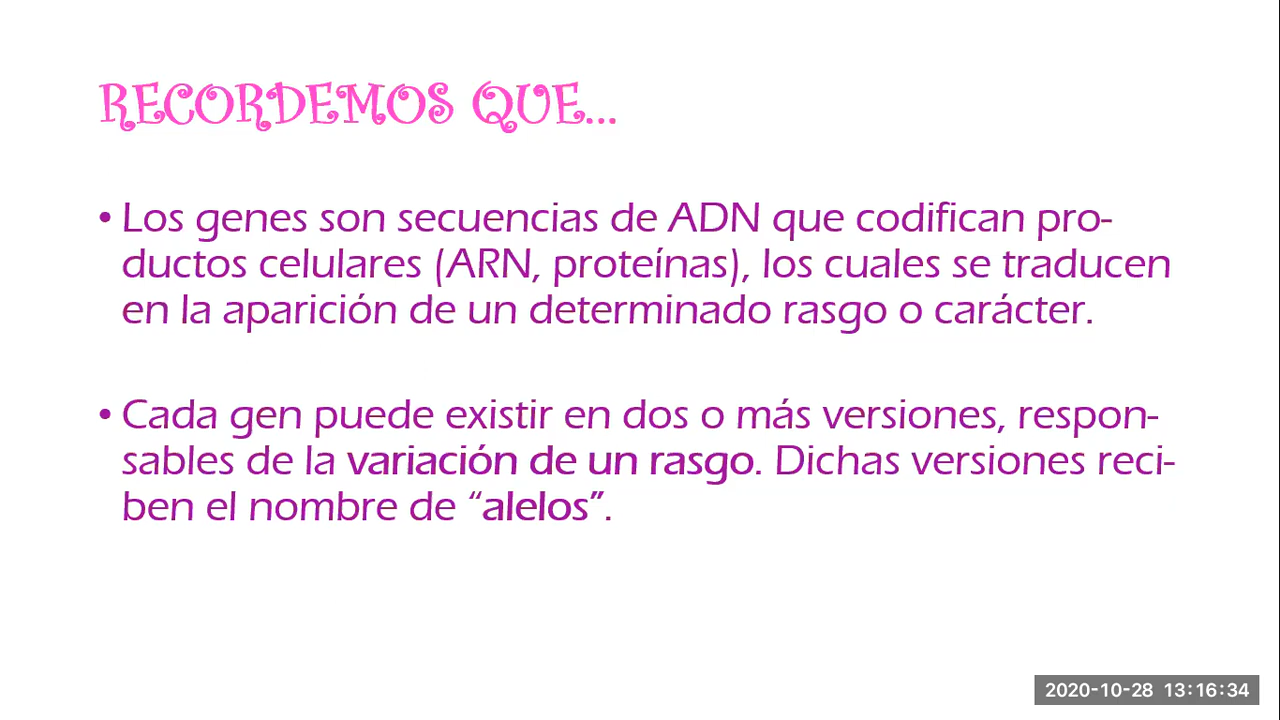 RECORDEMOS QUE...
• Los genes son secuencias de ADN que codifican pro-
ductos celulares (ARN, proteínas), los cuales se traducen
en la aparición de un determinado rasgo o carácter.
• Cada gen puede existir en dos o más versiones, respon-
sables de la variación de un rasgo. Dichas versiones reci-
ben el nombre de “alelos”.
2020-10-28 13:16:34